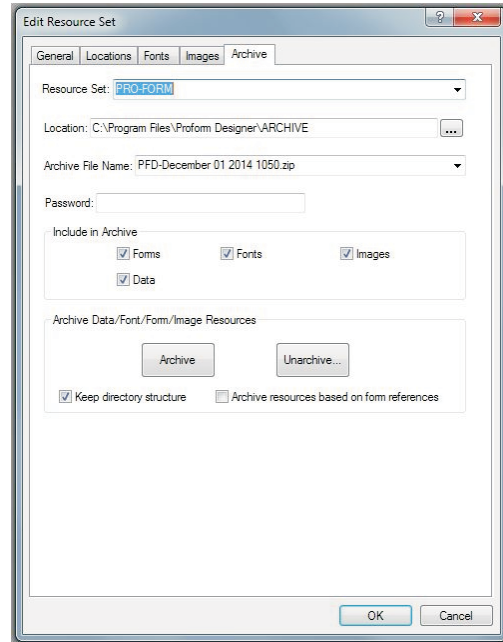 Edit Resource Set
General Locations Fonts Images Archive
Resource Set: PRO-FORM
Location: C:\Program Files\Proform Designer\ARCHIVE ...
Archive File Name: PFD-December 01 2014 1050.zip
Password:
Include in Archive
Forms Fonts Images
Data
Archive Data/Font/Form/Image Resources
Archive Unarchive...
Keep directory structure Archive resources based on form references
OK Cancel